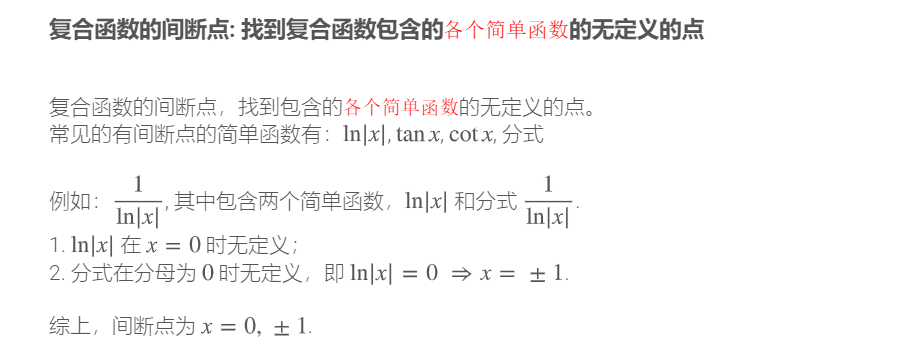 复合函数的间断点: 找到复合函数包含的各个简单函数的无定义的点
复合函数的间断点，找到包含的各个简单函数的无定义的点。
常见的有间断点的简单函数有：ln|x|, tan x, cot x, 分式
例如：1/ln|x|, 其中包含两个简单函数，ln|x| 和分式 1/ln|x|.
1. ln|x| 在 x = 0 时无定义；
2. 分式在分母为 0 时无定义，即 ln|x| = 0 ⇒ x = ± 1.
综上，间断点为 x = 0, ± 1.